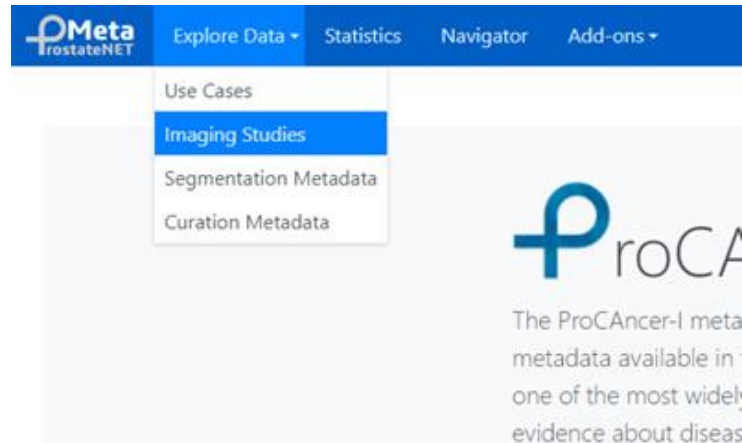 Meta
rostateNET
Explore Data
Statistics
Navigator
Add-ons
Use Cases
Imaging Studies
Segmentation Metadata
Curation Metadata
ProCA
The ProCAncer-I meta
metadata available in
one of the most widely
evidence about diseas